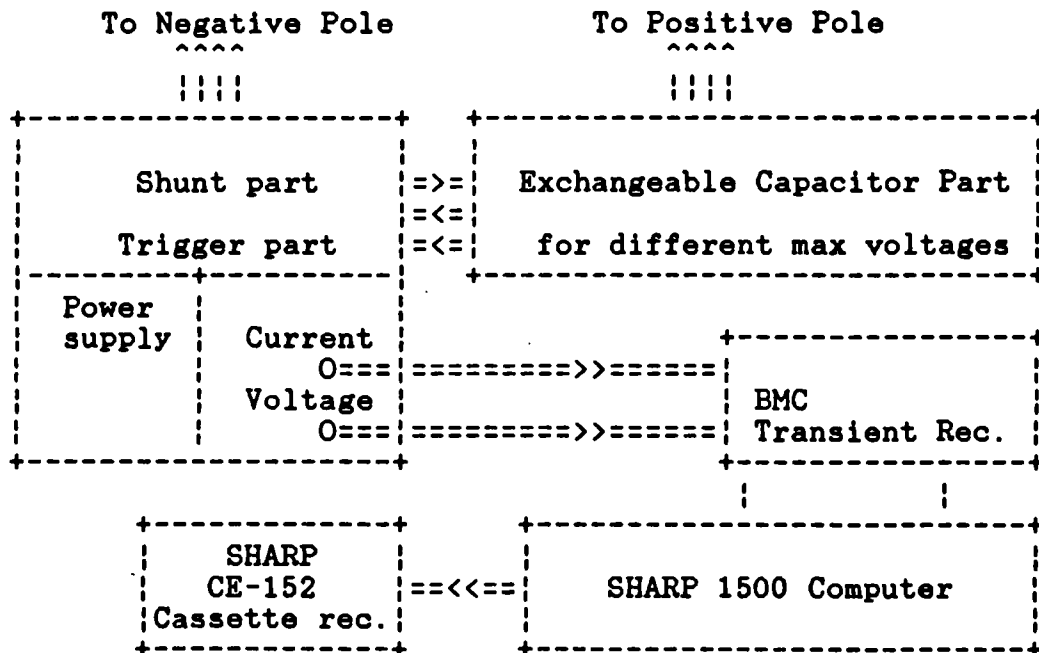 To Negative Pole
To Positive Pole
Shunt part
Trigger part
Exchangeable Capacitor Part
for different max voltages
Power
supply
Current
O
Voltage
O
BMC
Transient Rec.
SHARP
CE-152
Cassette rec.
SHARP 1500 Computer